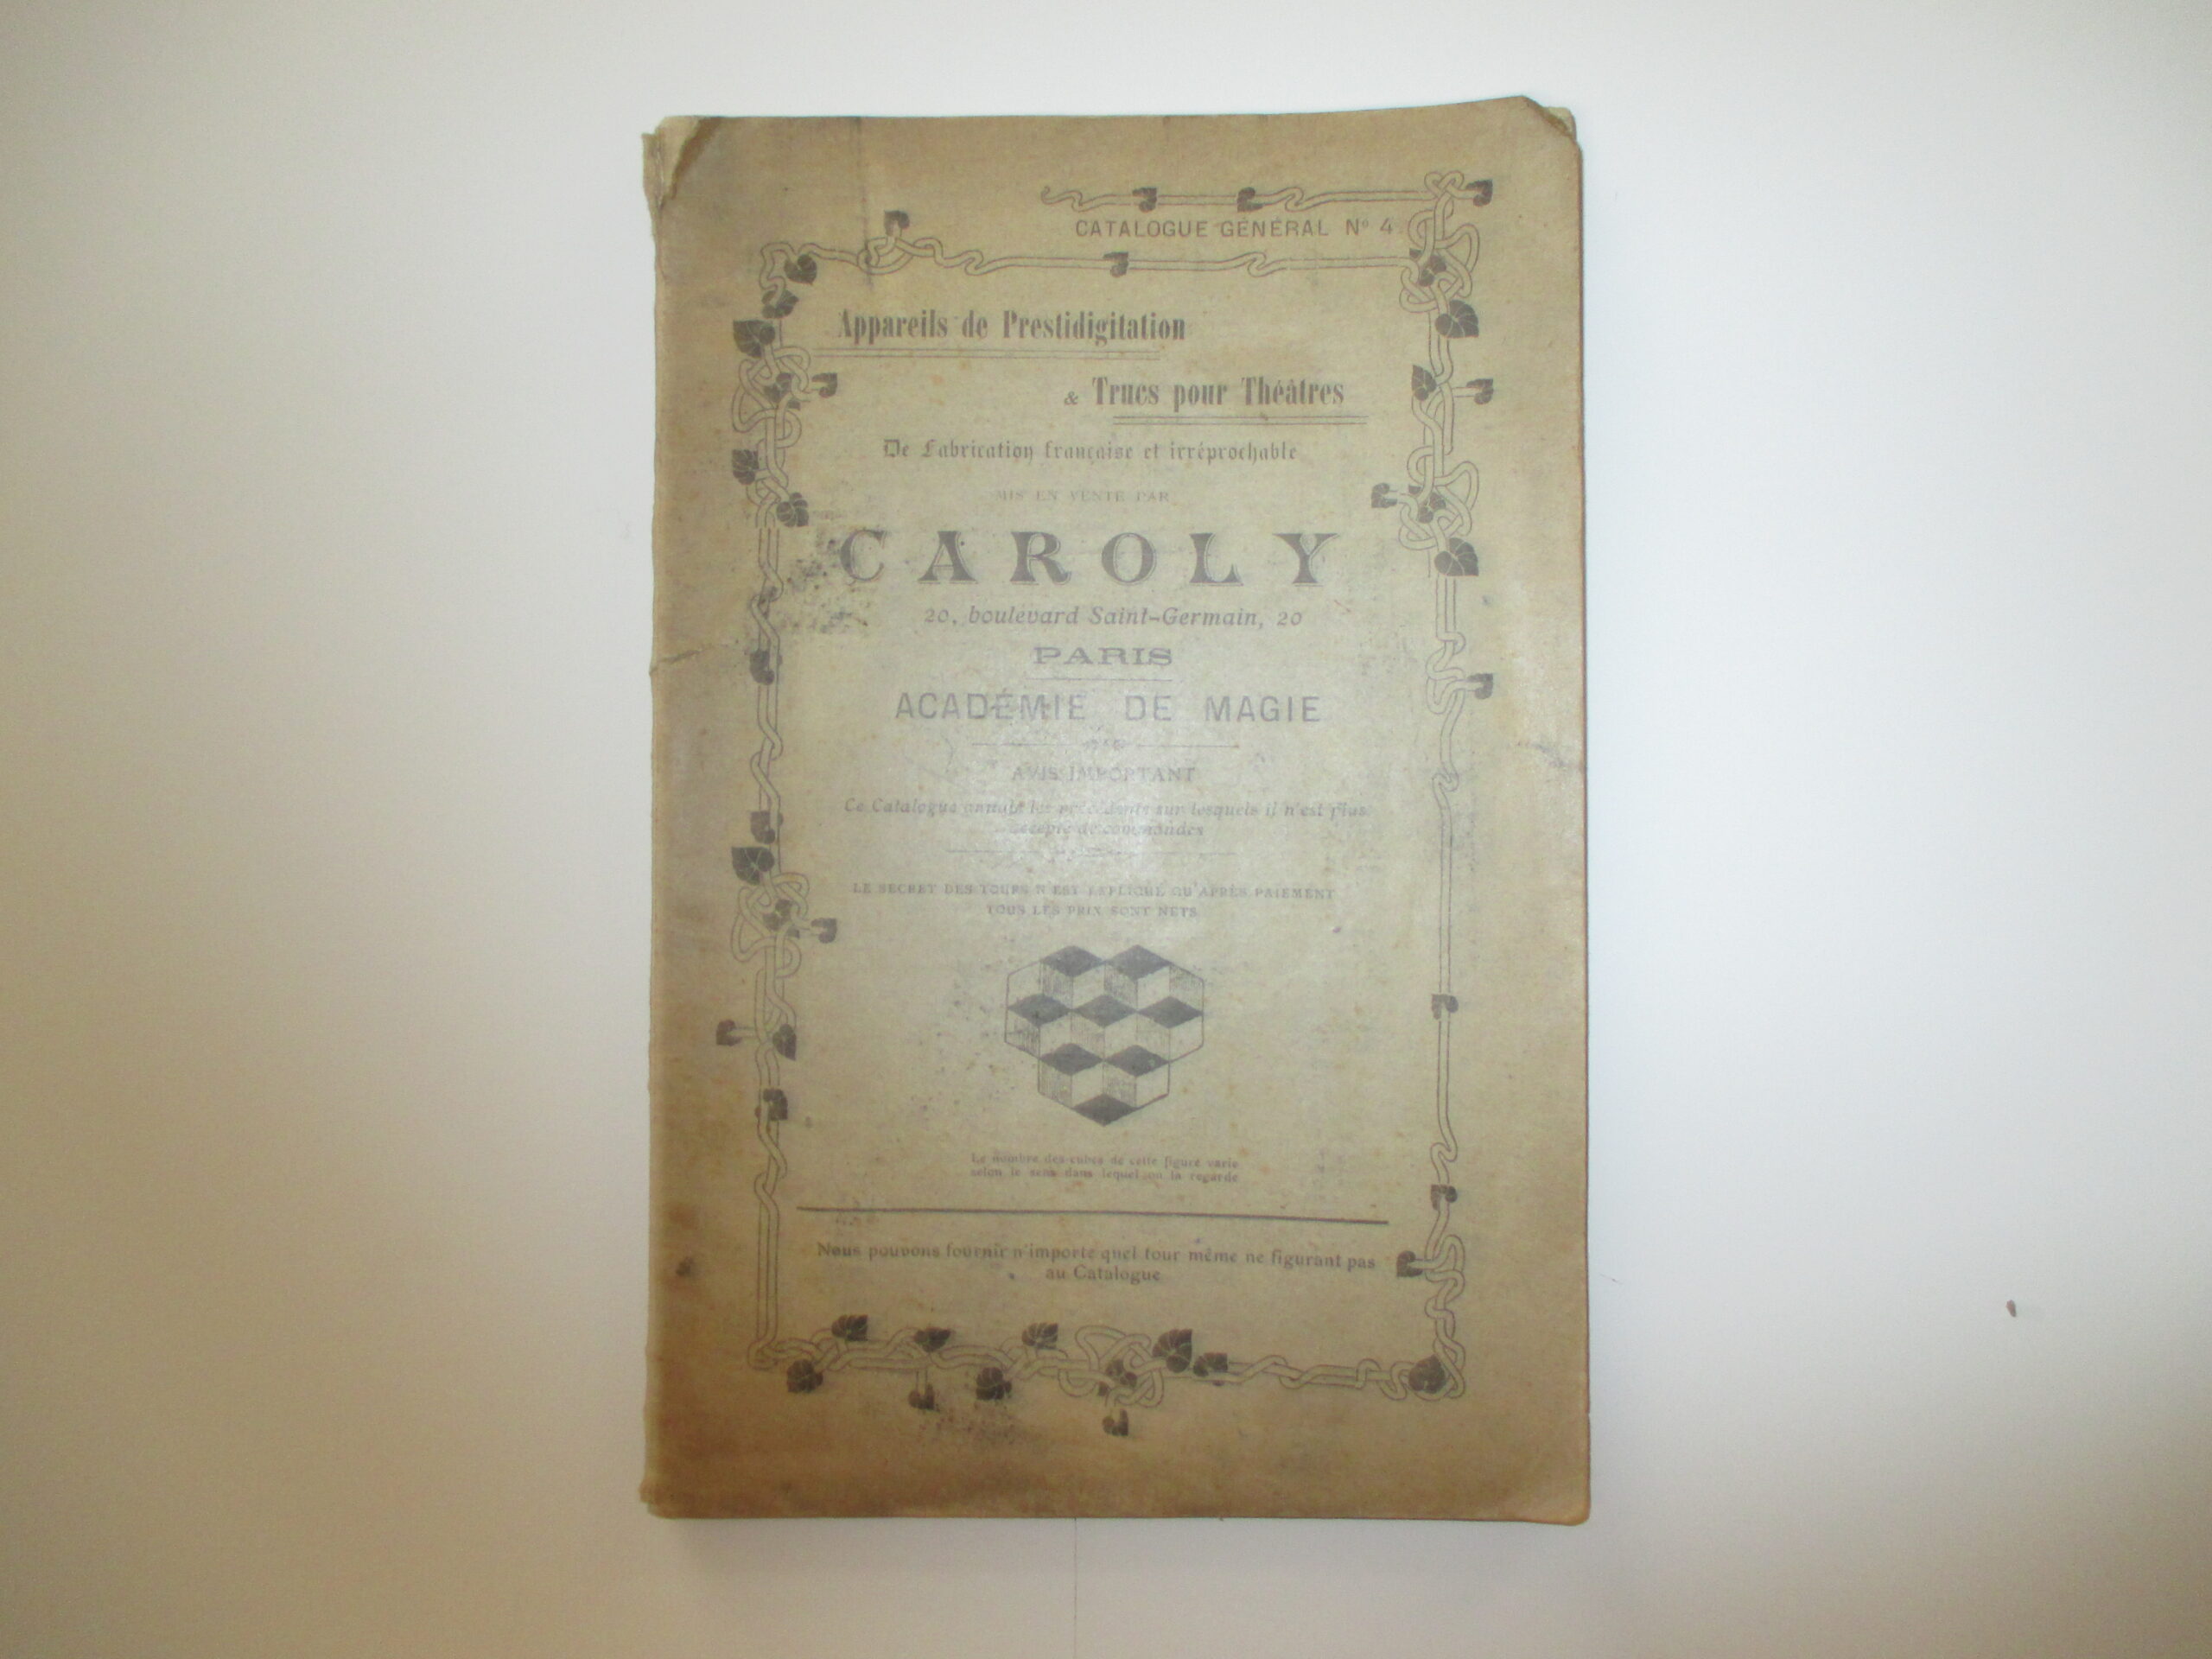 CATALOGUE GÉNÉRAL Nº 4
Appareils de Prestidigitation
& Trucs pour Théâtres
De Fabrication française et irréprochable
MIS EN VENTE PAR
CAROLY
20, boulevard Saint-Germain, 20
PARIS
ACADÉMIE DE MAGIE
AVIS IMPORTANT
Ce Catalogue annule les précédents sur lesquels il n'est plus
accepté de commandes
LE SECRET DES TOURS N'EST EXPLIQUÉ QU'APRÈS PAIEMENT
TOUS LES PRIX SONT NETS
Le nombre des cubes de cette figure varie
selon le sens dans lequel on la regarde
Nous pouvons fournir n'importe quel tour même ne figurant pas
au Catalogue